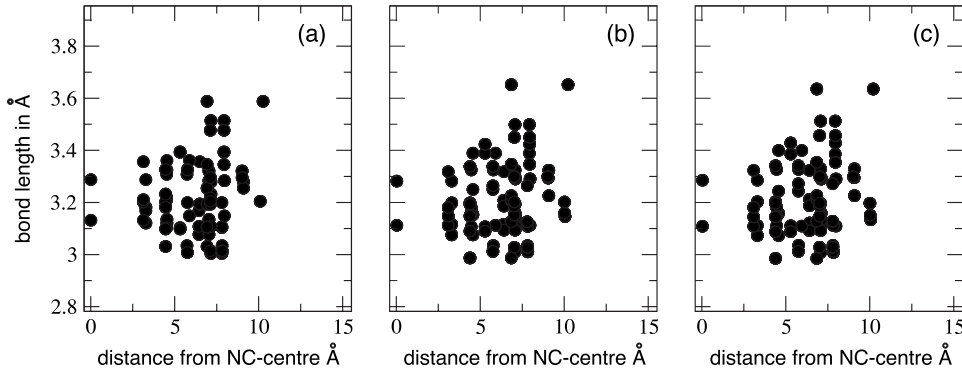 (a) (b) (c)
3.8
3.6
3.4
3.2
3
2.8
bond length in Å
0 5 10 15 0 5 10 15 0 5 10 15
distance from NC-centre Å distance from NC-centre Å distance from NC-centre Å